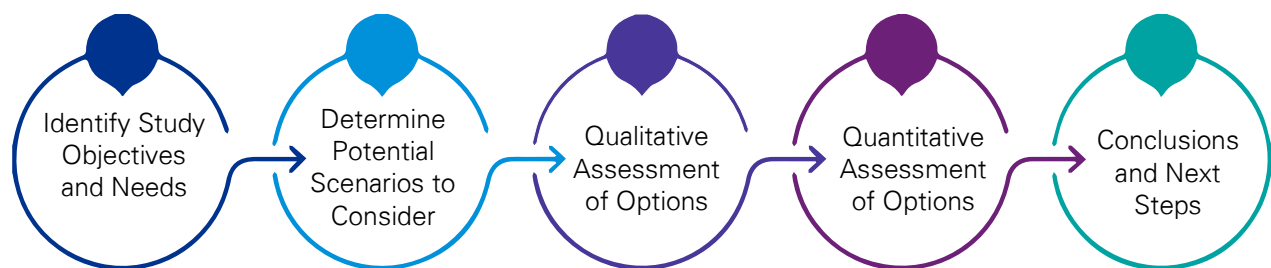 Identify Study
Objectives
and Needs
Determine
Potential
Scenarios to
Consider
Qualitative
Assessment
of Options
Quantitative
Assessment
of Options
Conclusions
and Next
Steps